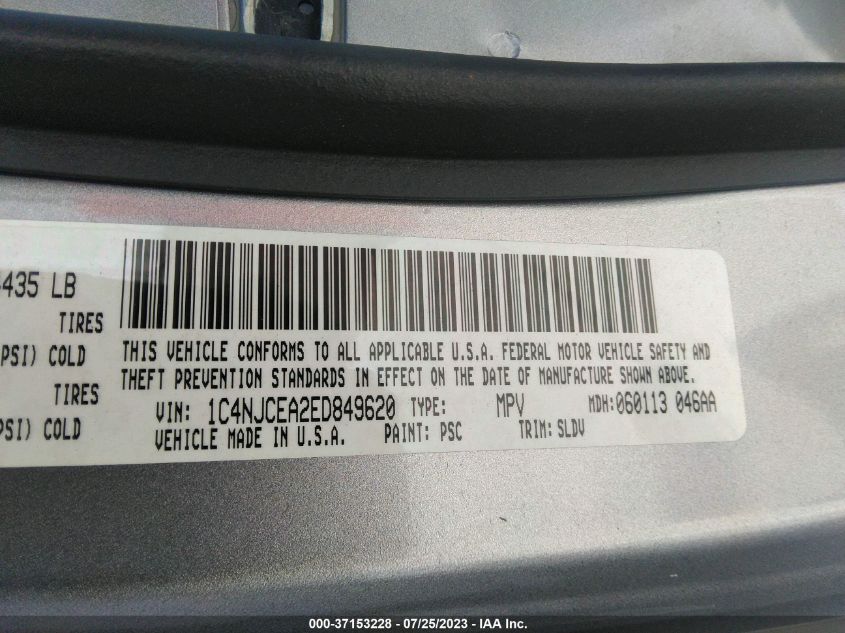 435 LB
TIRES
PSI) COLD
TIRES
PSI) COLD
THIS VEHICLE CONFORMS TO ALL APPLICABLE U.S.A. FEDERAL MOTOR VEHICLE SAFETY AND
THEFT PREVENTION STANDARDS IN EFFECT ON THE DATE OF MANUFACTURE SHOWN ABOVE.
VIN: 1C4NJCEA2ED849620 TYPE: MPV MDH:060113 046AA
VEHICLE MADE IN U.S.A. PAINT: PSC TRIM: SLDV
000-37153228 - 07/25/2023 - IAA Inc.